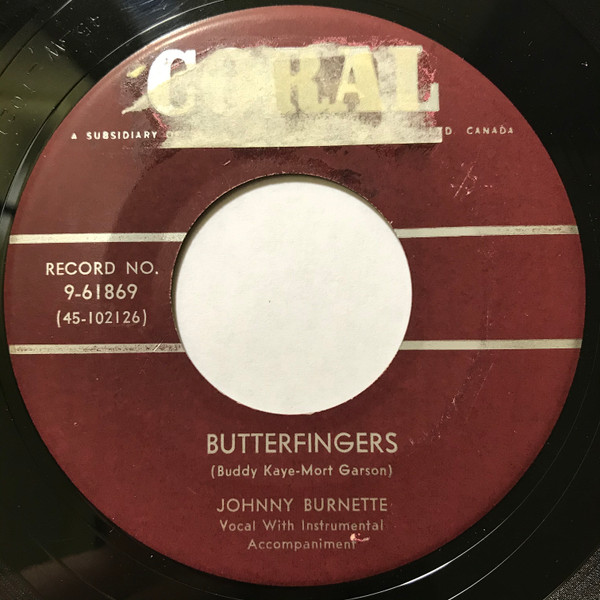 CORAL
A SUBSIDIARY D CANADA
RECORD NO.
9-61869
(45-102126)
BUTTERFINGERS
(Buddy Kaye-Mort Garson)
JOHNNY BURNETTE
Vocal With Instrumental
Accompaniment